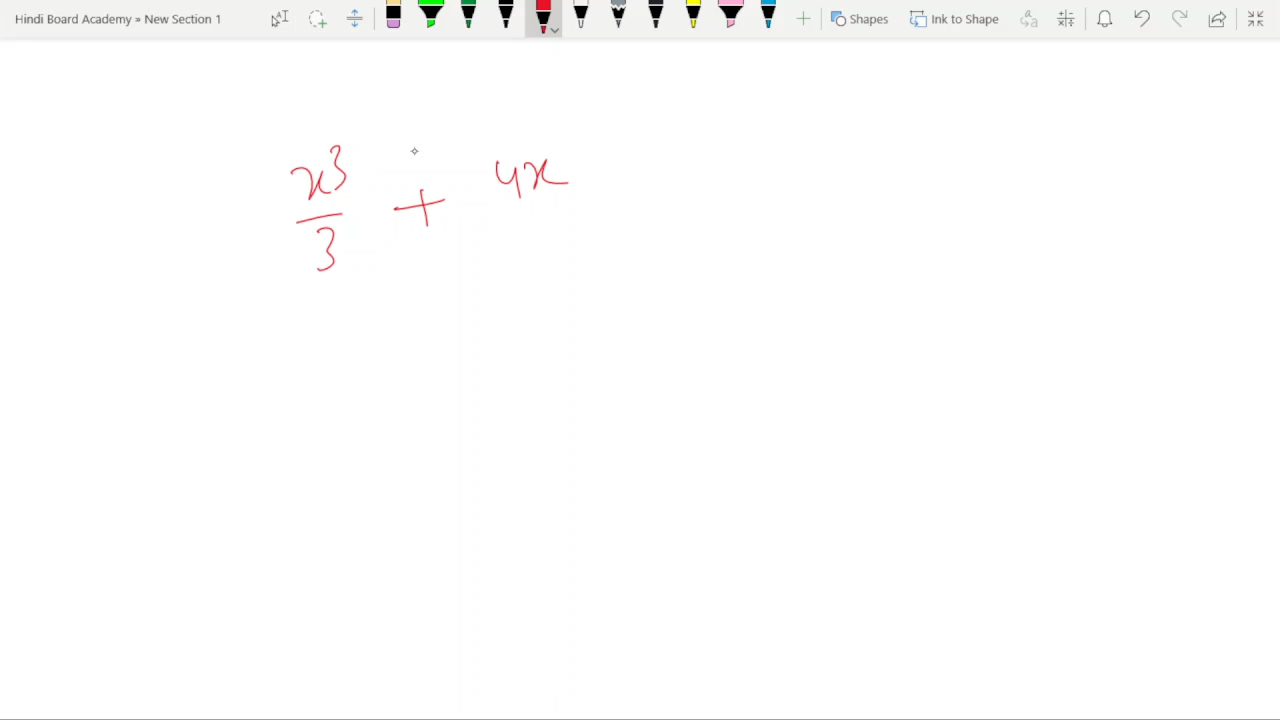 Hindi Board Academy » New Section 1
Shapes
Ink to Shape
x³/3 + 4x